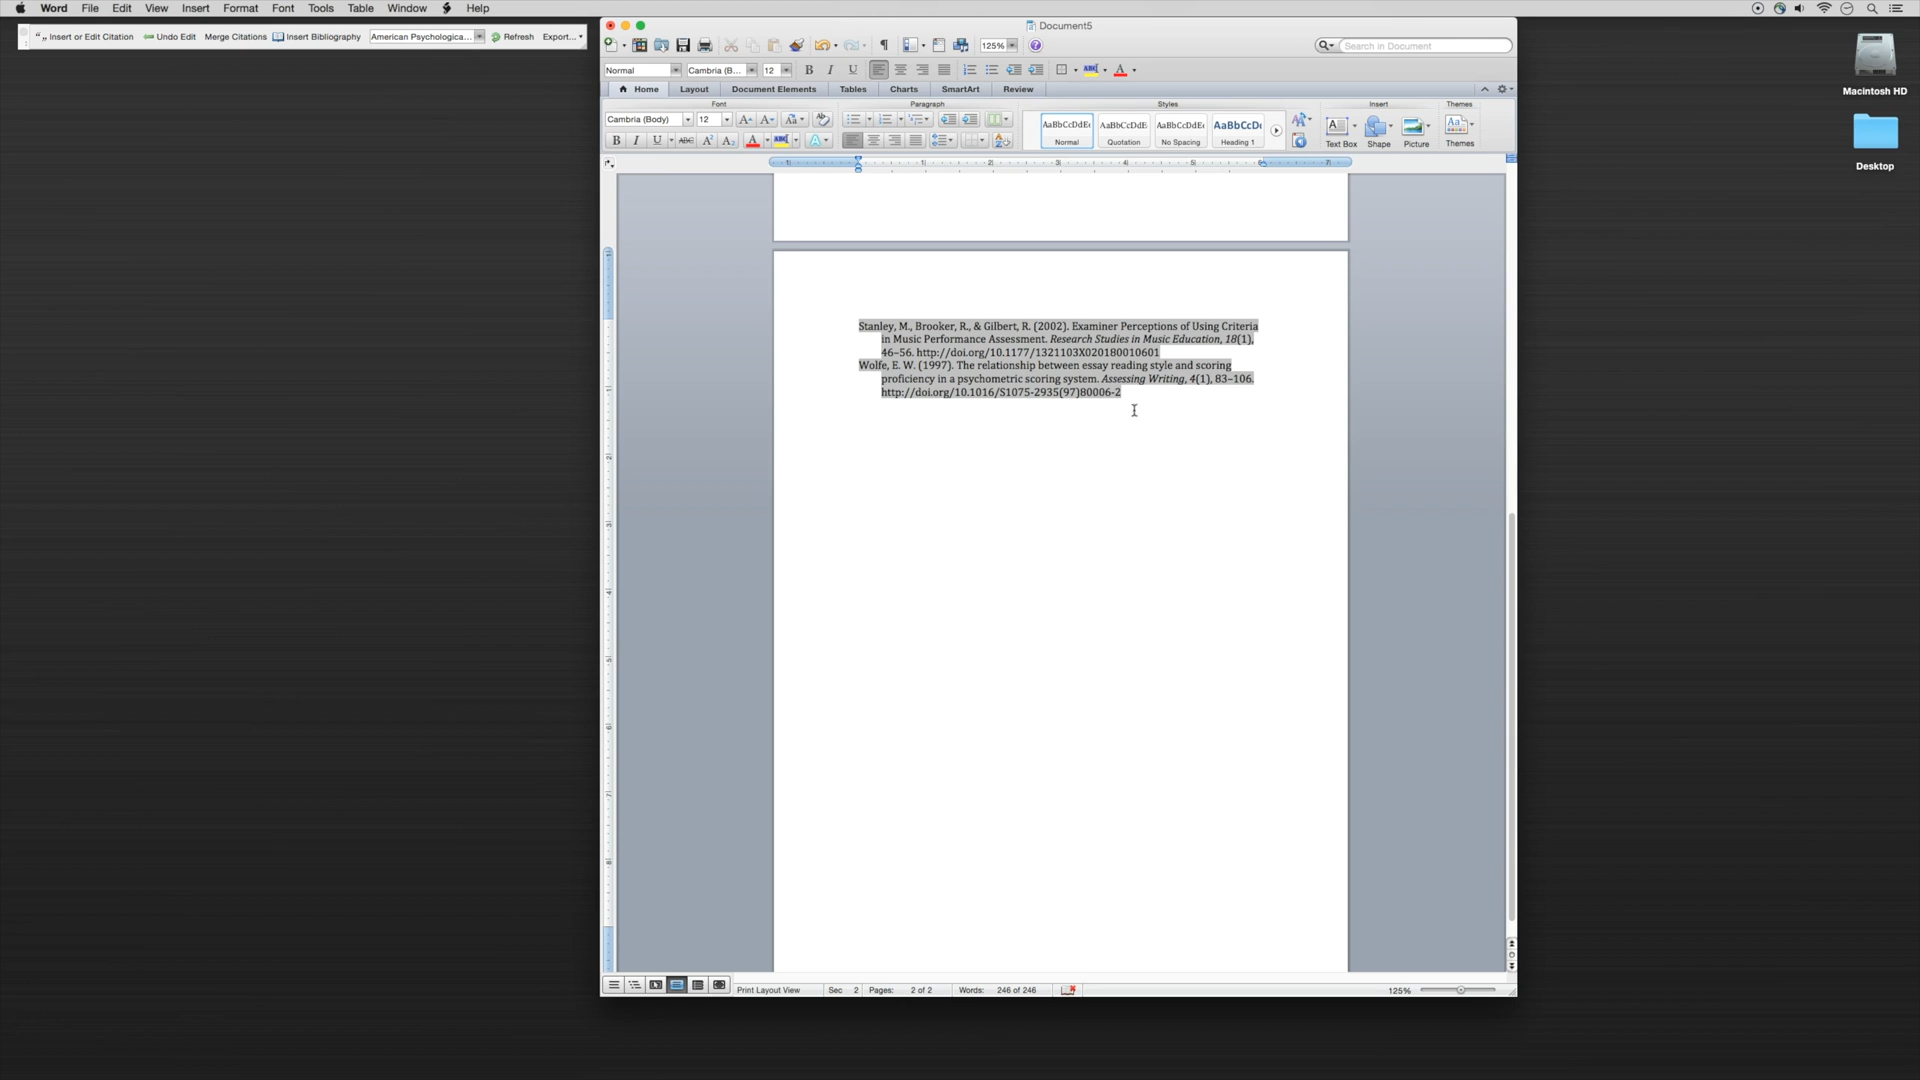 Word File Edit View Insert Format Font Tools Table Window Help
Insert or Edit Citation Undo Edit Merge Citations Insert Bibliography American Psychologica... Refresh Export...
Document5
125% Search in Document
Normal Cambria (B... 12 B I U ABC A
Home Layout Document Elements Tables Charts SmartArt Review
Font Paragraph Styles Insert Themes
Cambria (Body) 12
AaBbCcDdEe AaBbCcDdE AaBbCcDdEe AaBbCcDc
Normal Quotation No Spacing Heading 1 Text Box Shape Picture Themes
Stanley, M., Brooker, R., & Gilbert, R. (2002). Examiner Perceptions of Using Criteria
in Music Performance Assessment. Research Studies in Music Education, 18(1),
46–56. http://doi.org/10.1177/1321103X020180010601
Wolfe, E. W. (1997). The relationship between essay reading style and scoring
proficiency in a psychometric scoring system. Assessing Writing, 4(1), 83–106.
http://doi.org/10.1016/S1075-2935(97)80006-2
Print Layout View Sec 2 Pages: 2 of 2 Words: 246 of 246 125%
Macintosh HD
Desktop